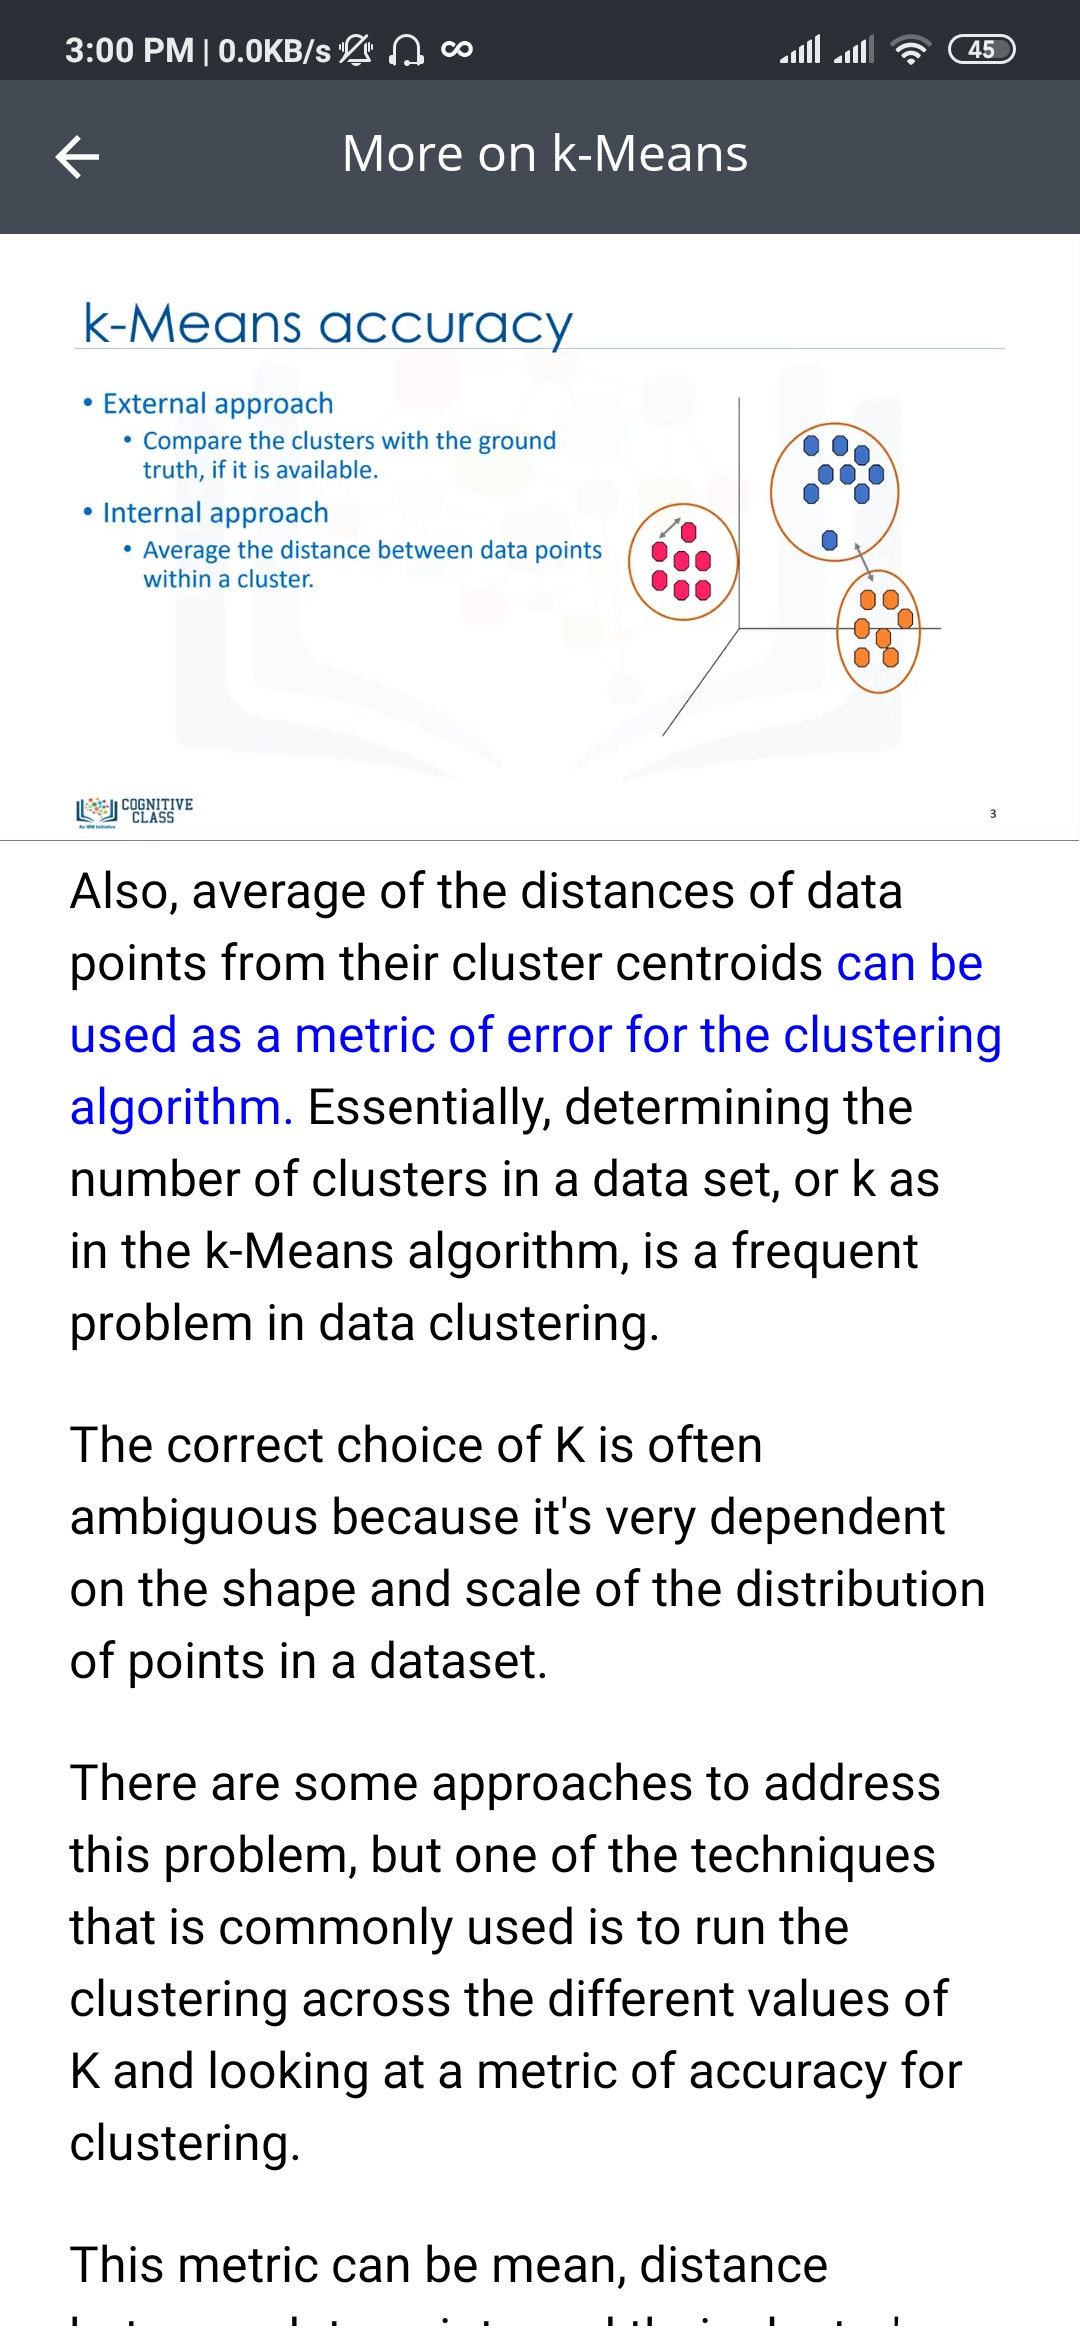 3:00 PM | 0.0KB/s
45
More on k-Means
k-Means accuracy
• External approach
• Compare the clusters with the ground
truth, if it is available.
• Internal approach
• Average the distance between data points
within a cluster.
COGNITIVE
CLASS
An IBM Initiative
3
Also, average of the distances of data
points from their cluster centroids can be
used as a metric of error for the clustering
algorithm. Essentially, determining the
number of clusters in a data set, or k as
in the k-Means algorithm, is a frequent
problem in data clustering.
The correct choice of K is often
ambiguous because it's very dependent
on the shape and scale of the distribution
of points in a dataset.
There are some approaches to address
this problem, but one of the techniques
that is commonly used is to run the
clustering across the different values of
K and looking at a metric of accuracy for
clustering.
This metric can be mean, distance